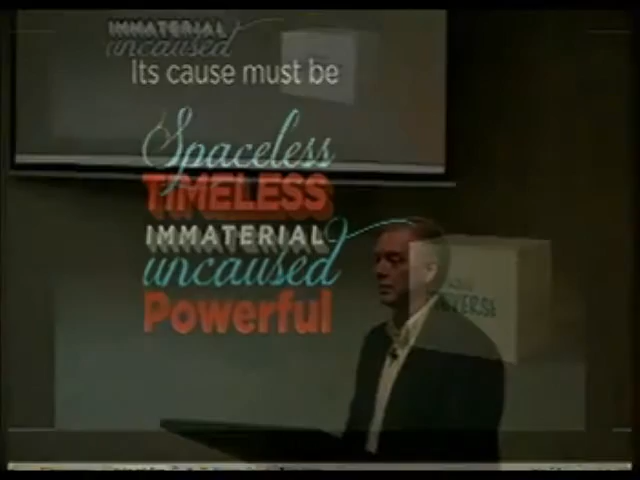 IMMATERIAL
uncaused
Its cause must be
Spaceless
TIMELESS
IMMATERIAL
uncaused
Powerful